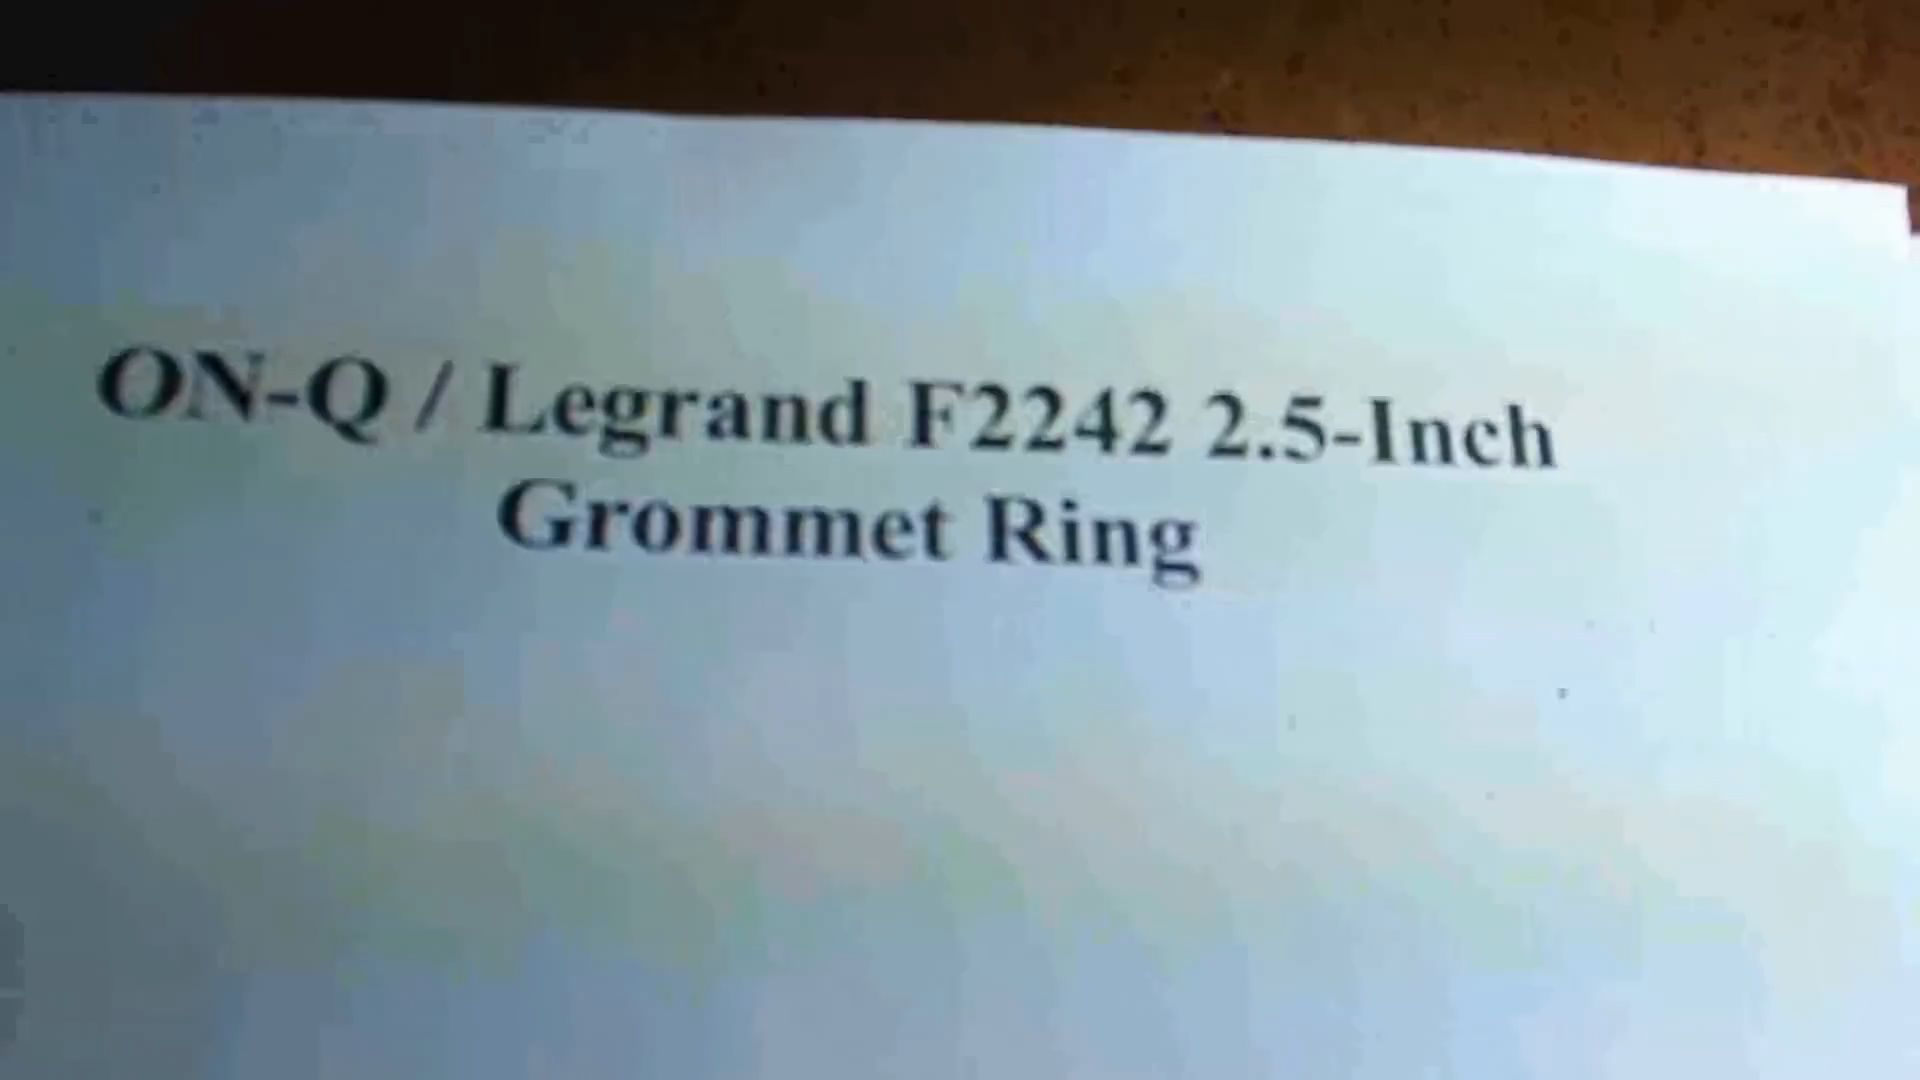 ON-Q / Legrand F2242 2.5-Inch
Grommet Ring